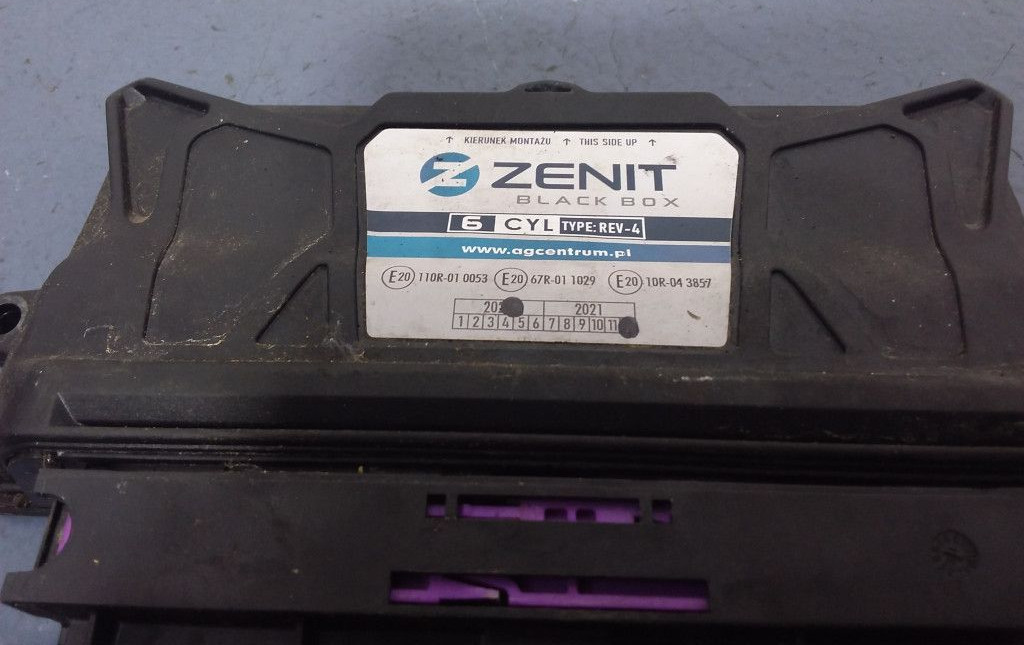 ↑ KIERUNEK MONTAŻU ↑ THIS SIDE UP ↑
Z ZENIT
BLACK BOX
6 CYL TYPE: REV-4
www.agcentrum.pl
E20 110R-01 0053 E20 67R-01 1029 E20 10R-04 3857
2021
1 2 3 4 5 6 7 8 9 10 11